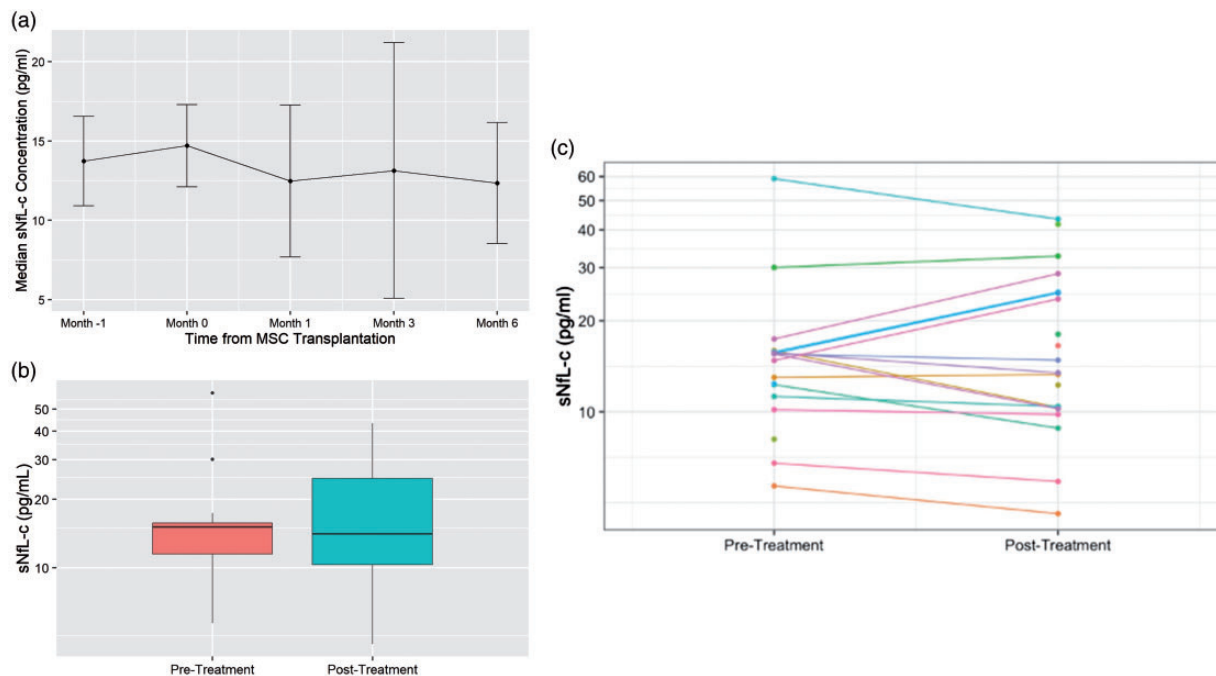 (a)
Median sNfL-c Concentration (pg/ml)
20
15
10
5
Month -1
Month 0
Month 1
Month 3
Month 6
Time from MSC Transplantation
(b)
sNfL-c (pg/mL)
50
40
30
20
10
Pre-Treatment
Post-Treatment
(c)
sNfL-c (pg/ml)
60
50
40
30
20
10
Pre-Treatment
Post-Treatment